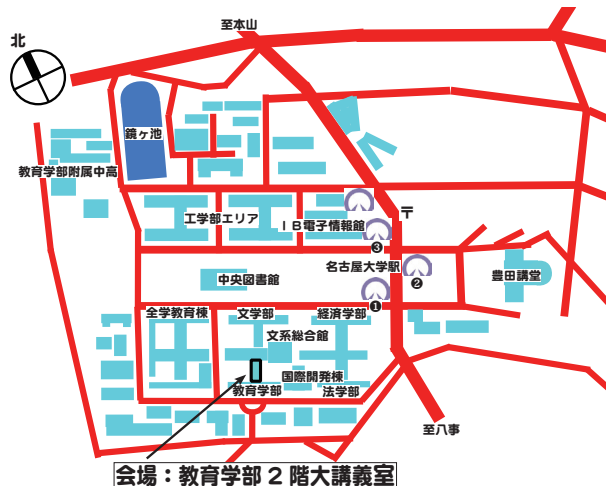 至本山
北
鏡ヶ池
教育学部附属中高
工学部エリア
ＩＢ電子情報館
〒
❸
名古屋大学駅
❷
豊田講堂
中央図書館
❶
全学教育棟
文学部
経済学部
文系総合館
国際開発棟
教育学部
法学部
至八事
会場：教育学部２階大講義室